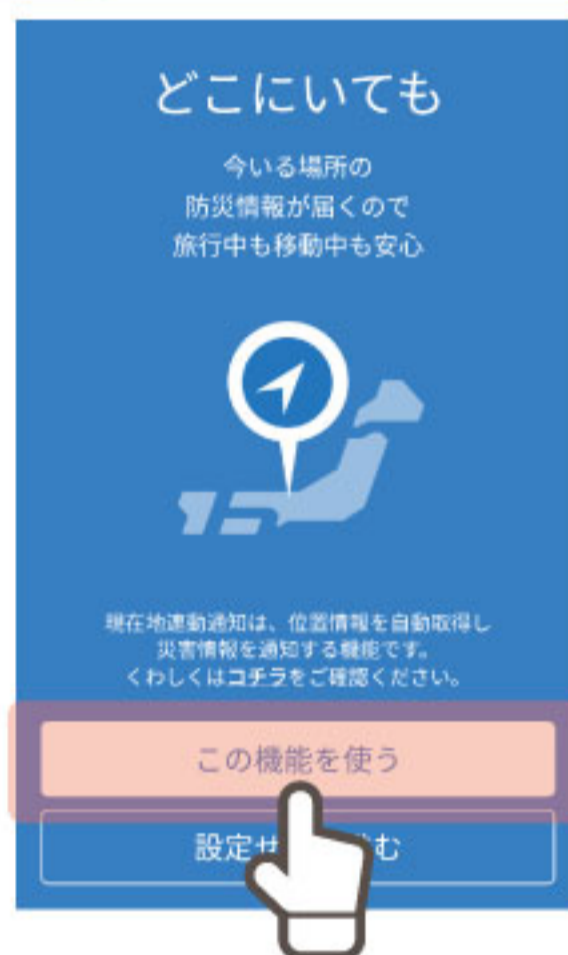 どこにいても
今いる場所の
防災情報が届くので
旅行中も移動中も安心
現在地連動通知は、位置情報を自動取得し
災害情報を通知する機能です。
くわしくはコチラをご確認ください。
この機能を使う
設定せ む